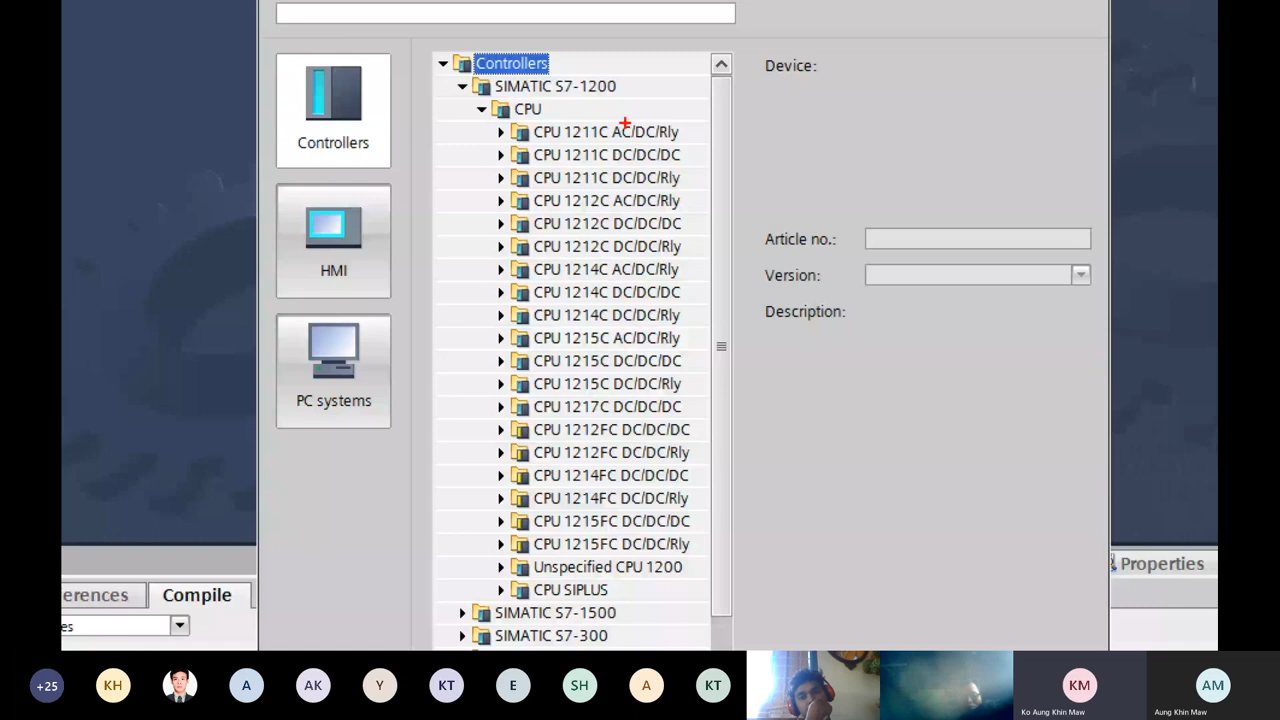 Controllers
Device:
SIMATIC S7-1200
CPU
CPU 1211C AC/DC/Rly
Controllers
CPU 1211C DC/DC/DC
CPU 1211C DC/DC/Rly
CPU 1212C AC/DC/Rly
CPU 1212C DC/DC/DC
Article no.:
CPU 1212C DC/DC/Rly
HMI
CPU 1214C AC/DC/Rly
Version:
CPU 1214C DC/DC/DC
CPU 1214C DC/DC/Rly
Description:
CPU 1215C AC/DC/Rly
CPU 1215C DC/DC/DC
CPU 1215C DC/DC/Rly
PC systems
CPU 1217C DC/DC/DC
CPU 1212FC DC/DC/DC
CPU 1212FC DC/DC/Rly
CPU 1214FC DC/DC/DC
CPU 1214FC DC/DC/Rly
CPU 1215FC DC/DC/DC
CPU 1215FC DC/DC/Rly
Unspecified CPU 1200
Properties
CPU SIPLUS
erences
Compile
SIMATIC S7-1500
es
SIMATIC S7-300
+25
KH
A
AK
Y
KT
E
SH
A
KT
KM
AM
Ko Aung Khin Maw
Aung Khin Maw